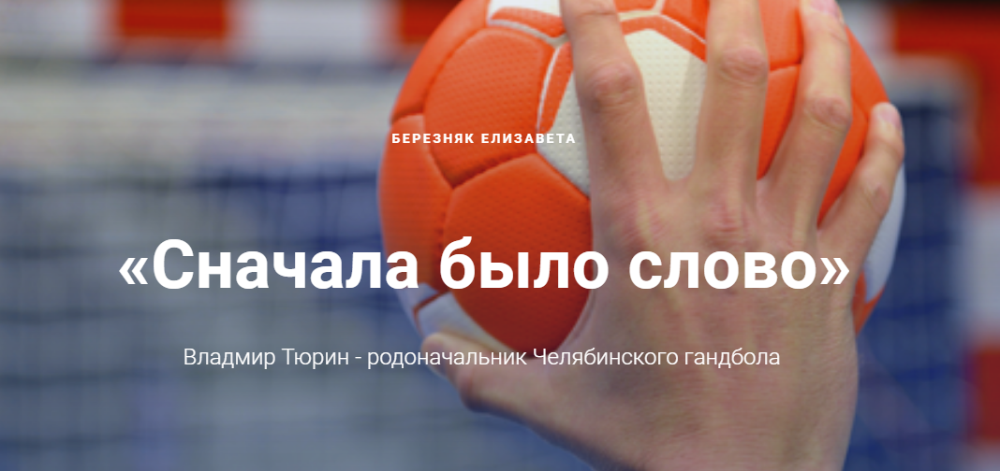 БЕРЕЗНЯК ЕЛИЗАВЕТА
«Сначала было слово»
Владмир Тюрин - родоначальник Челябинского гандбола